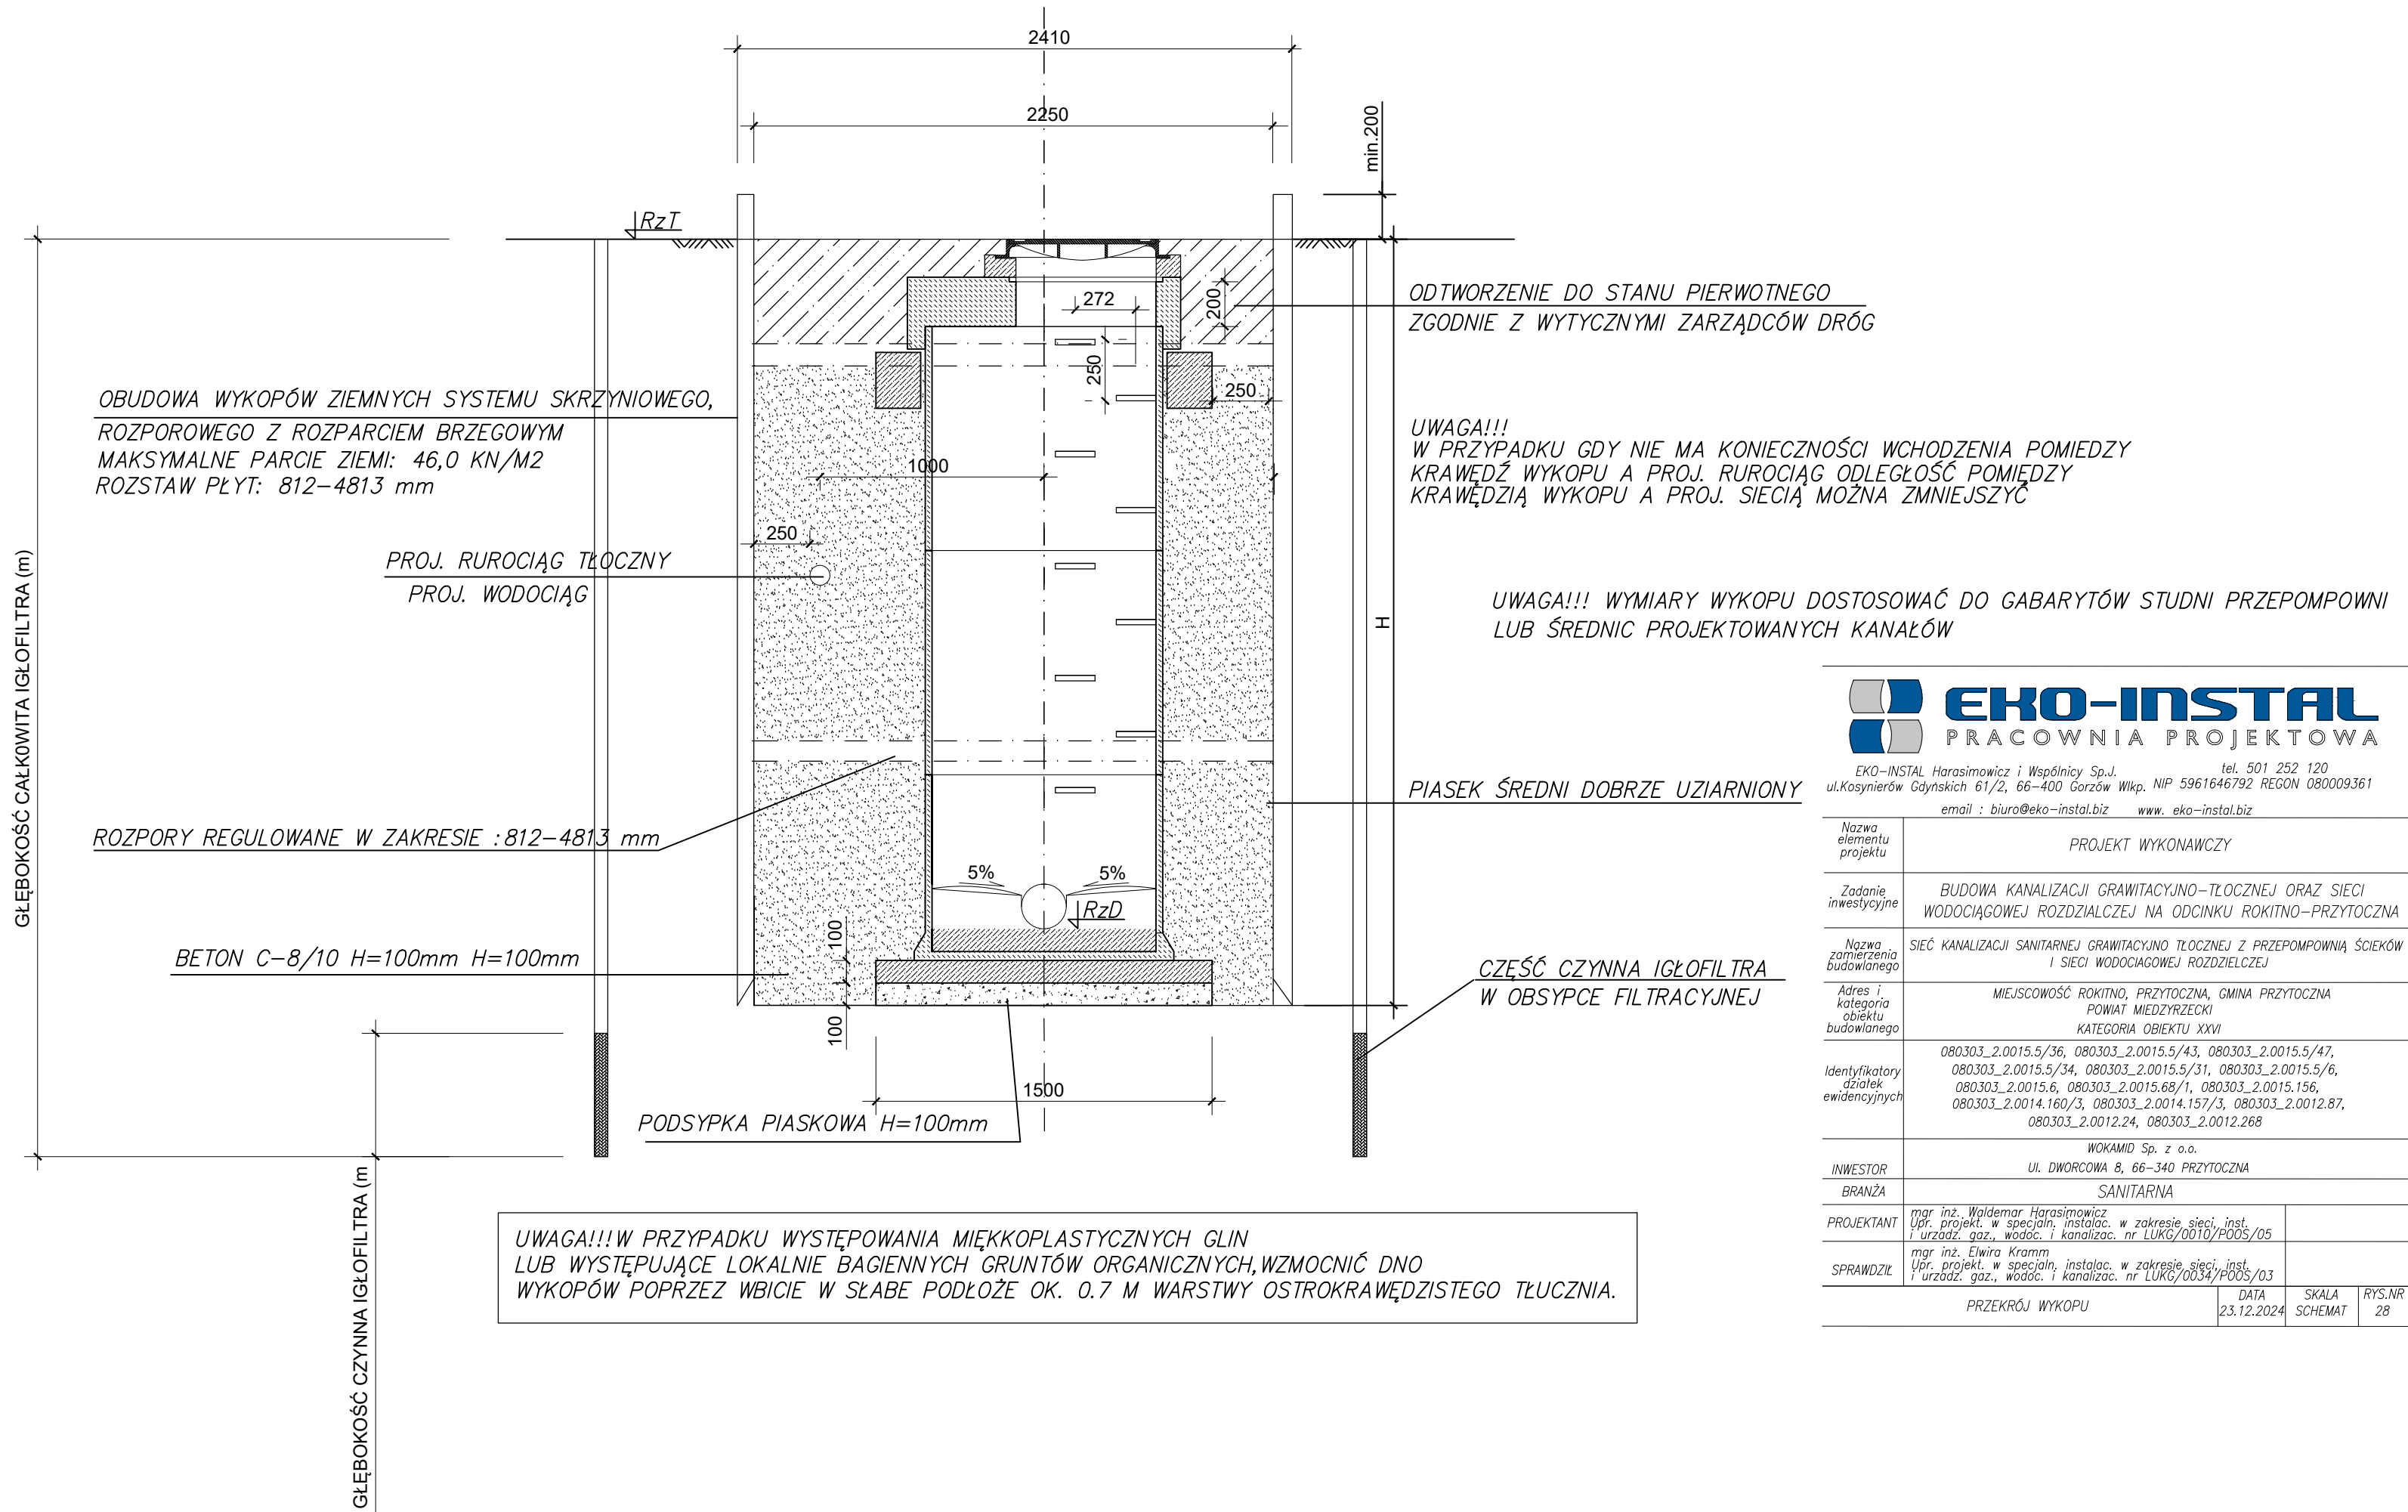 2410
2250
min.200
RzT
272
200
ODTWORZENIE DO STANU PIERWOTNEGO
ZGODNIE Z WYTYCZNYMI ZARZĄDCÓW DRÓG
250
250
OBUDOWA WYKOPÓW ZIEMNYCH SYSTEMU SKRZYNIOWEGO,
ROZPOROWEGO Z ROZPARCIEM BRZEGOWYM
MAKSYMALNE PARCIE ZIEMI: 46,0 KN/M2
ROZSTAW PŁYT: 812-4813 mm
UWAGA!!!
W PRZYPADKU GDY NIE MA KONIECZNOŚCI WCHODZENIA POMIEDZY
KRAWĘDŹ WYKOPU A PROJ. RUROCIĄG ODLEGŁOŚĆ POMIĘDZY
KRAWĘDZIĄ WYKOPU A PROJ. SIECIĄ MOŻNA ZMNIEJSZYĆ
1000
250
PROJ. RUROCIĄG TŁOCZNY
PROJ. WODOCIĄG
GŁĘBOKOŚĆ CAŁKOWITA IGŁOFILTRA (m)
H
UWAGA!!! WYMIARY WYKOPU DOSTOSOWAĆ DO GABARYTÓW STUDNI PRZEPOMPOWNI
LUB ŚREDNIC PROJEKTOWANYCH KANAŁÓW
PIASEK ŚREDNI DOBRZE UZIARNIONY
ROZPORY REGULOWANE W ZAKRESIE :812-4813 mm
5%
5%
RzD
100
BETON C-8/10 H=100mm H=100mm
CZĘŚĆ CZYNNA IGŁOFILTRA
W OBSYPCE FILTRACYJNEJ
100
1500
PODSYPKA PIASKOWA H=100mm
GŁĘBOKOŚĆ CZYNNA IGŁOFILTRA (m
UWAGA!!!W PRZYPADKU WYSTĘPOWANIA MIĘKKOPLASTYCZNYCH GLIN
LUB WYSTĘPUJĄCE LOKALNIE BAGIENNYCH GRUNTÓW ORGANICZNYCH,WZMOCNIĆ DNO
WYKOPÓW POPRZEZ WBICIE W SŁABE PODŁOŻE OK. 0.7 M WARSTWY OSTROKRAWĘDZISTEGO TŁUCZNIA.
EKO-INSTAL
PRACOWNIA PROJEKTOWA
EKO-INSTAL Harasimowicz i Wspólnicy Sp.J. tel. 501 252 120
ul.Kosynierów Gdyńskich 61/2, 66-400 Gorzów Wlkp. NIP 5961646792 REGON 080009361
email : biuro@eko-instal.biz www. eko-instal.biz
Nazwa
elementu
projektu
PROJEKT WYKONAWCZY
Zadanie
inwestycyjne
BUDOWA KANALIZACJI GRAWITACYJNO-TŁOCZNEJ ORAZ SIECI
WODOCIĄGOWEJ ROZDZIALCZEJ NA ODCINKU ROKITNO-PRZYTOCZNA
Nazwa
zamierzenia
budowlanego
SIEĆ KANALIZACJI SANITARNEJ GRAWITACYJNO TŁOCZNEJ Z PRZEPOMPOWNIĄ ŚCIEKÓW
I SIECI WODOCIAGOWEJ ROZDZIELCZEJ
Adres i
kategoria
obiektu
budowlanego
MIEJSCOWOŚĆ ROKITNO, PRZYTOCZNA, GMINA PRZYTOCZNA
POWIAT MIEDZYRZECKI
KATEGORIA OBIEKTU XXVI
Identyfikatory
działek
ewidencyjnych
080303_2.0015.5/36, 080303_2.0015.5/43, 080303_2.0015.5/47,
080303_2.0015.5/34, 080303_2.0015.5/31, 080303_2.0015.5/6,
080303_2.0015.6, 080303_2.0015.68/1, 080303_2.0015.156,
080303_2.0014.160/3, 080303_2.0014.157/3, 080303_2.0012.87,
080303_2.0012.24, 080303_2.0012.268
INWESTOR
WOKAMID Sp. z o.o.
Ul. DWORCOWA 8, 66-340 PRZYTOCZNA
BRANŻA
SANITARNA
PROJEKTANT
mgr inż. Waldemar Harasimowicz
Upr. projekt. w specjaln. instalac. w zakresie sieci, inst.
i urządz. gaz., wodoc. i kanalizac. nr LUKG/0010/POOS/05
SPRAWDZIŁ
mgr inż. Elwira Kramm
Upr. projekt. w specjaln. instalac. w zakresie sieci, inst.
i urządz. gaz., wodoc. i kanalizac. nr LUKG/0034/POOS/03
PRZEKRÓJ WYKOPU
DATA
23.12.2024
SKALA
SCHEMAT
RYS.NR
28